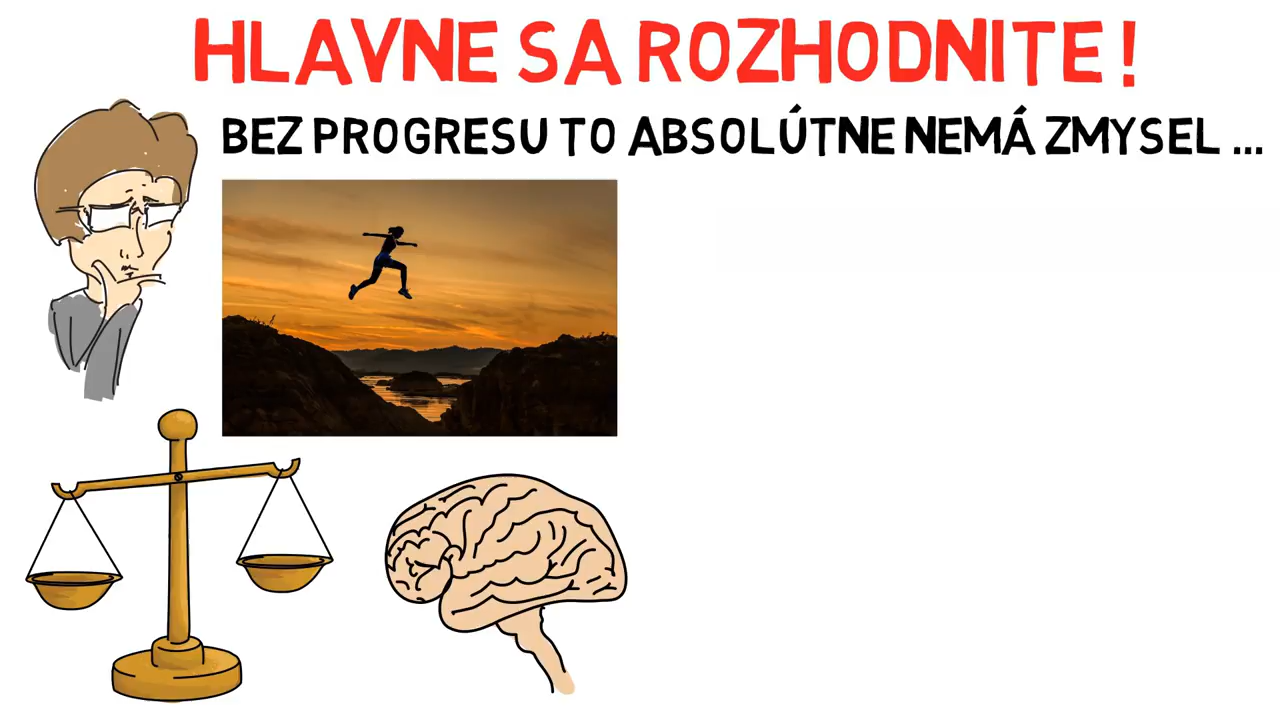 HLAVNE SA ROZHODNITE!
BEZ PROGRESU TO ABSOLÚTNE NEMÁ ZMYSEL ...